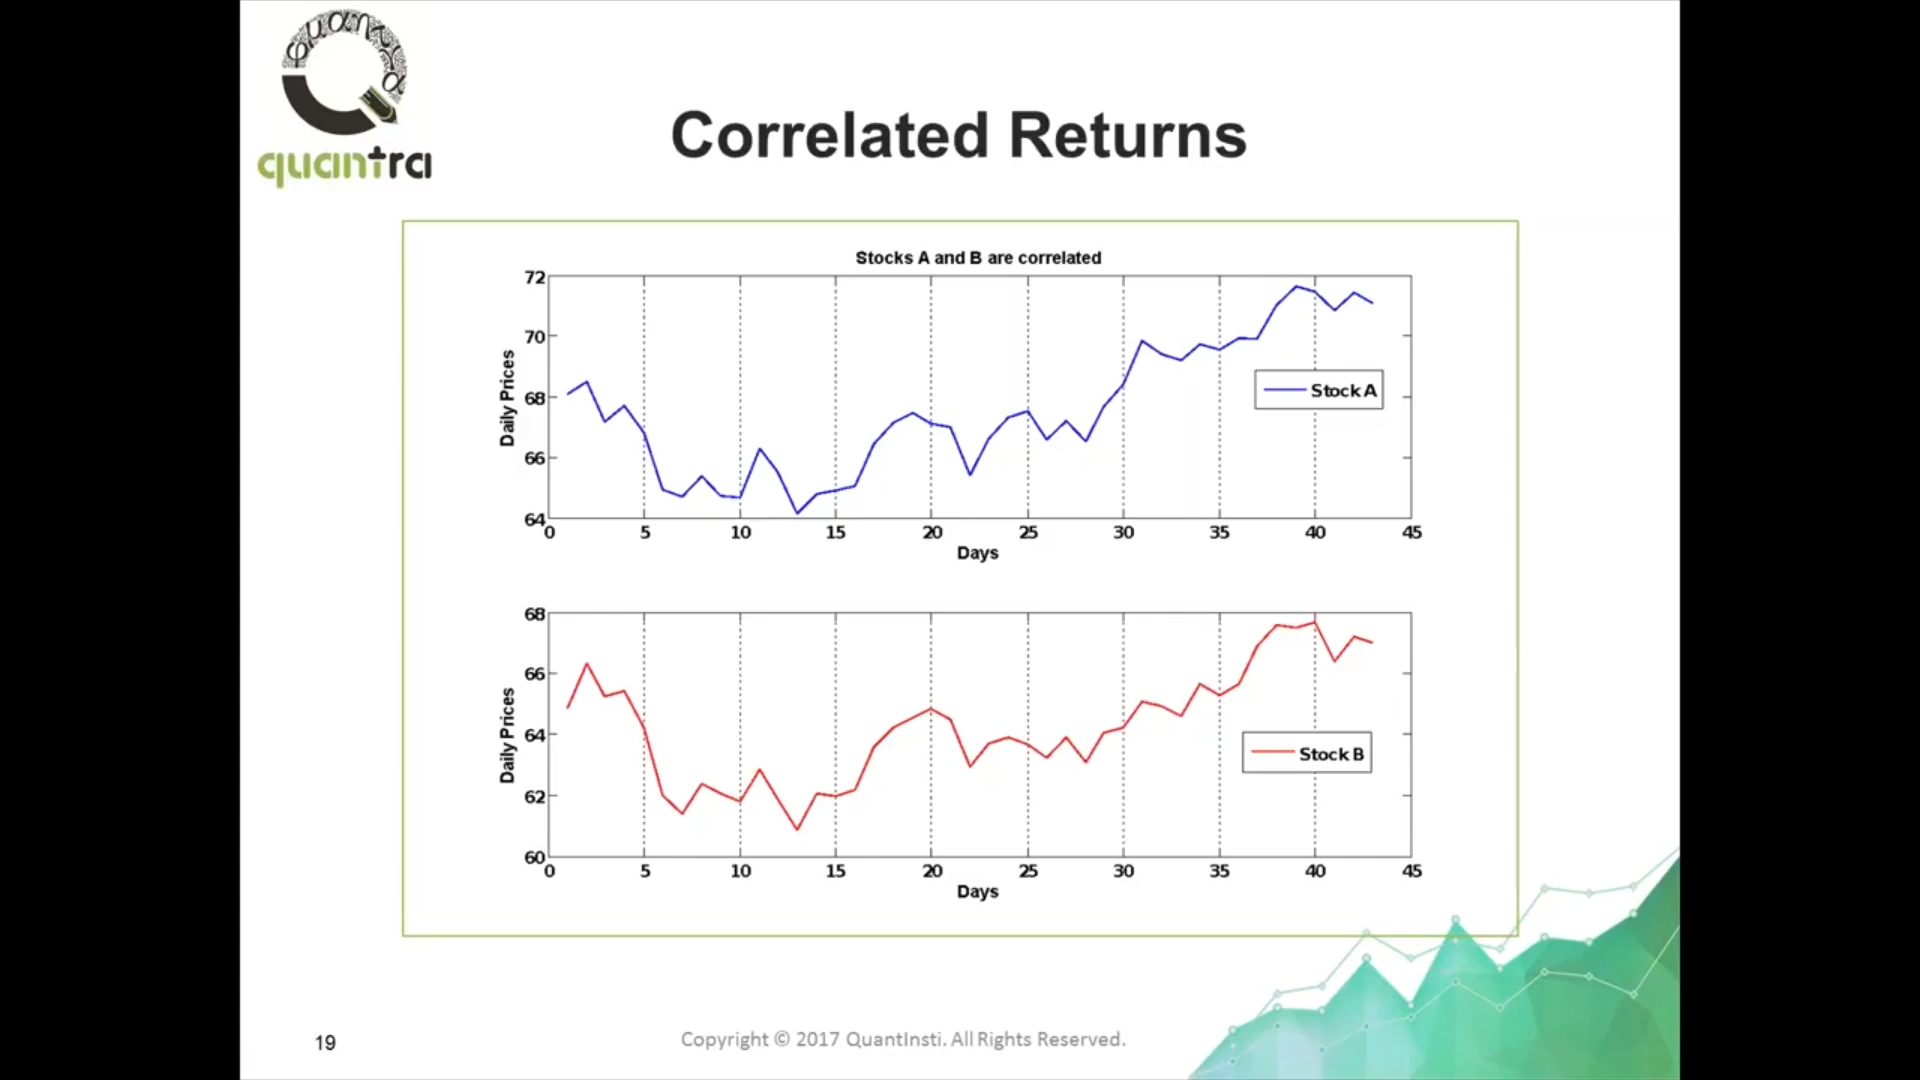 quantra
Correlated Returns
Stocks A and B are correlated
72
70
68
66
64
Daily Prices
Stock A
0 5 10 15 20 25 30 35 40 45
Days
68
66
64
62
60
Daily Prices
Stock B
0 5 10 15 20 25 30 35 40 45
Days
19
Copyright © 2017 QuantInsti. All Rights Reserved.